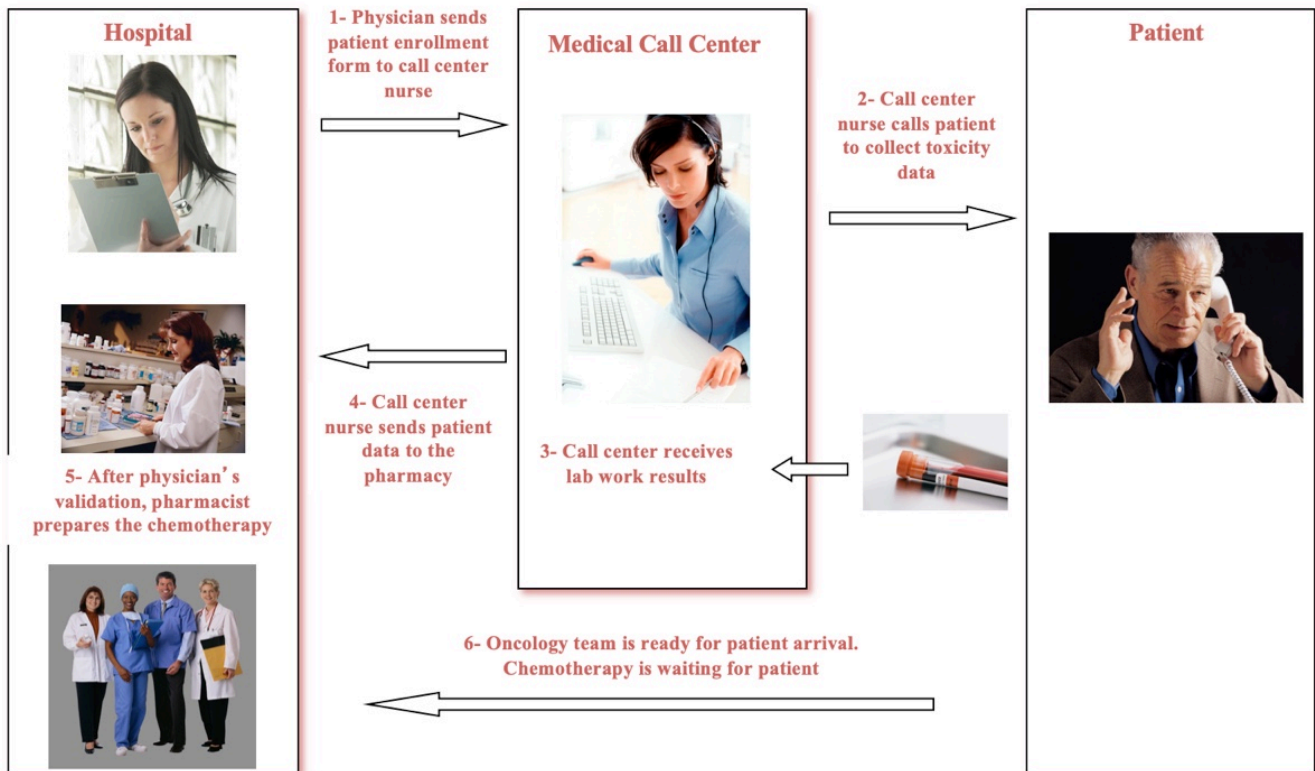 Hospital
1- Physician sends
patient enrollment
form to call center
nurse
Medical Call Center
Patient
2- Call center
nurse calls patient
to collect toxicity
data
4- Call center
nurse sends patient
data to the
pharmacy
3- Call center receives
lab work results
5- After physician’s
validation, pharmacist
prepares the chemotherapy
6- Oncology team is ready for patient arrival.
Chemotherapy is waiting for patient